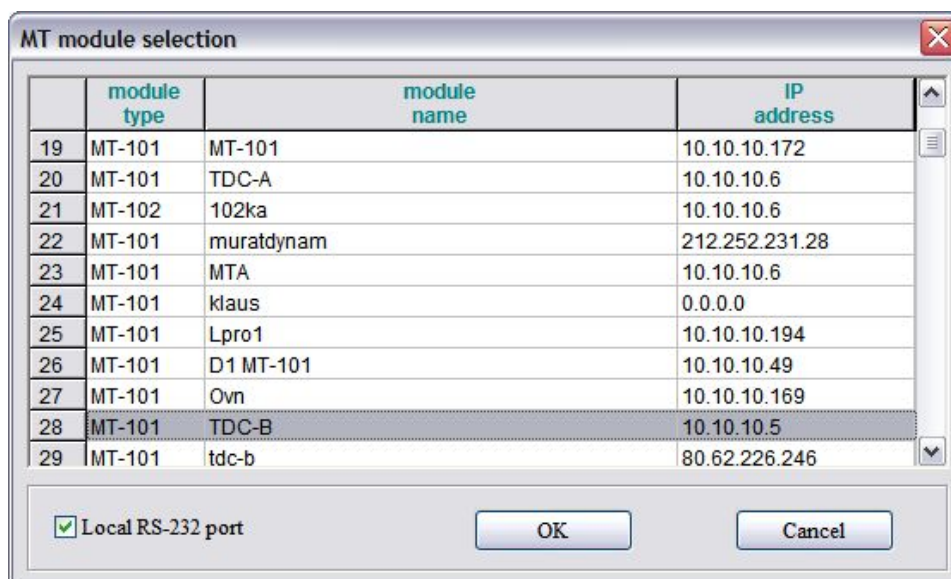 MT module selection
module type module name IP address
19 MT-101 MT-101 10.10.10.172
20 MT-101 TDC-A 10.10.10.6
21 MT-102 102ka 10.10.10.6
22 MT-101 muratdynam 212.252.231.28
23 MT-101 MTA 10.10.10.6
24 MT-101 klaus 0.0.0.0
25 MT-101 Lpro1 10.10.10.194
26 MT-101 D1 MT-101 10.10.10.49
27 MT-101 Ovn 10.10.10.169
28 MT-101 TDC-B 10.10.10.5
29 MT-101 tdc-b 80.62.226.246
Local RS-232 port OK Cancel